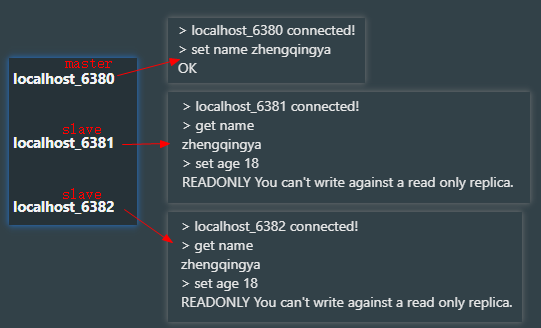 > localhost_6380 connected!
> set name zhengqingya
OK
master
localhost_6380
slave
localhost_6381
slave
localhost_6382
> localhost_6381 connected!
> get name
zhengqingya
> set age 18
READONLY You can't write against a read only replica.
> localhost_6382 connected!
> get name
zhengqingya
> set age 18
READONLY You can't write against a read only replica.